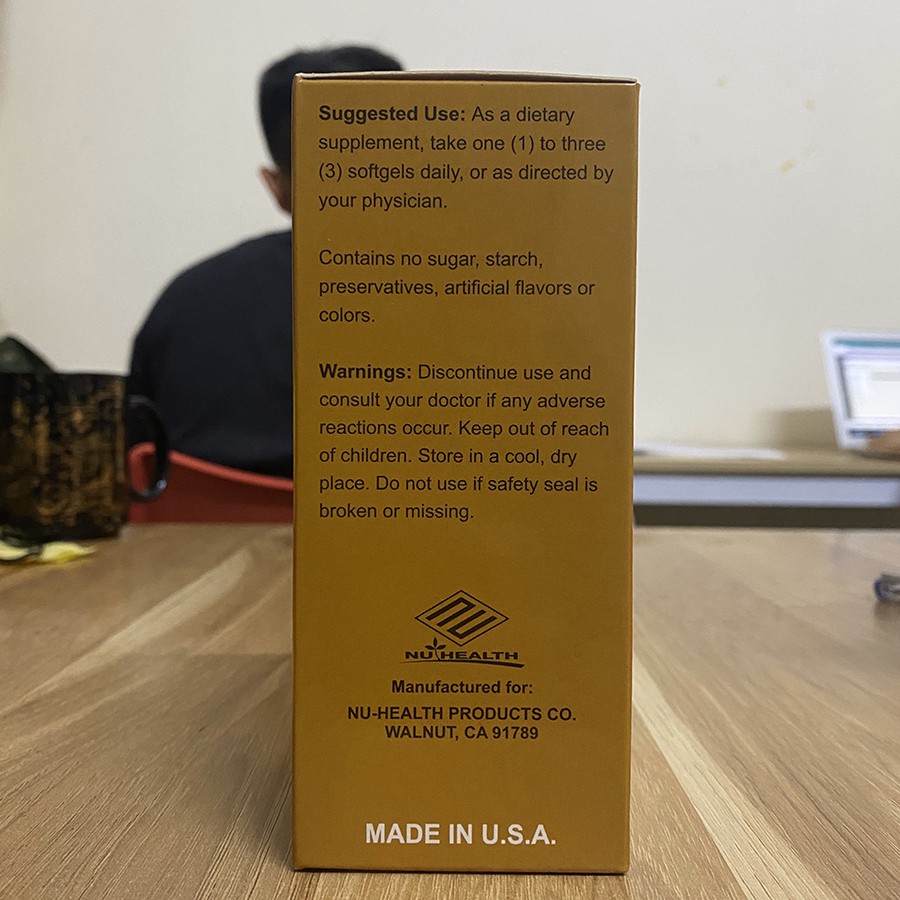 Suggested Use: As a dietary
supplement, take one (1) to three
(3) softgels daily, or as directed by
your physician.
Contains no sugar, starch,
preservatives, artificial flavors or
colors.
Warnings: Discontinue use and
consult your doctor if any adverse
reactions occur. Keep out of reach
of children. Store in a cool, dry
place. Do not use if safety seal is
broken or missing.
NU
NU HEALTH
Manufactured for:
NU-HEALTH PRODUCTS CO.
WALNUT, CA 91789
MADE IN U.S.A.